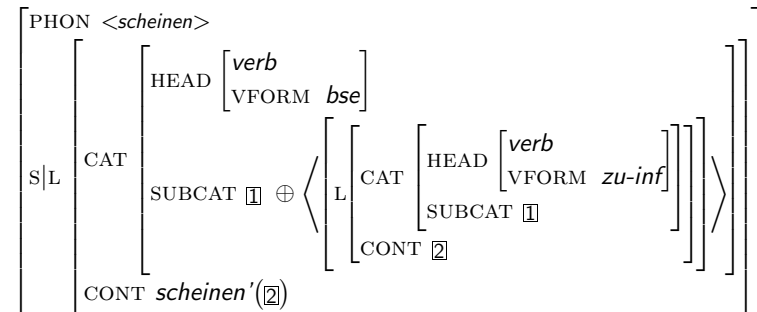 PHON <scheinen>
HEAD [verb
VFORM bse]
S|L CAT SUBCAT 1 ⊕ ⟨[L [CAT [HEAD [verb
VFORM zu-inf]
SUBCAT 1]
CONT 2]]⟩
CONT scheinen'(2)